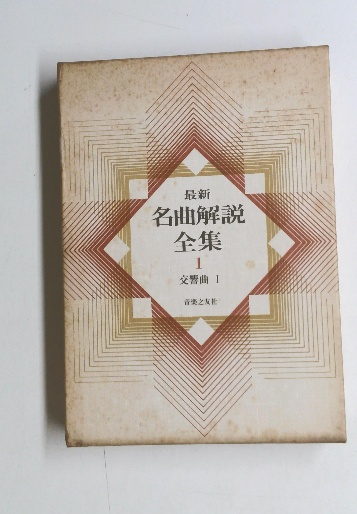 最新
名曲解説
全集
1
交響曲 I
音楽之友社